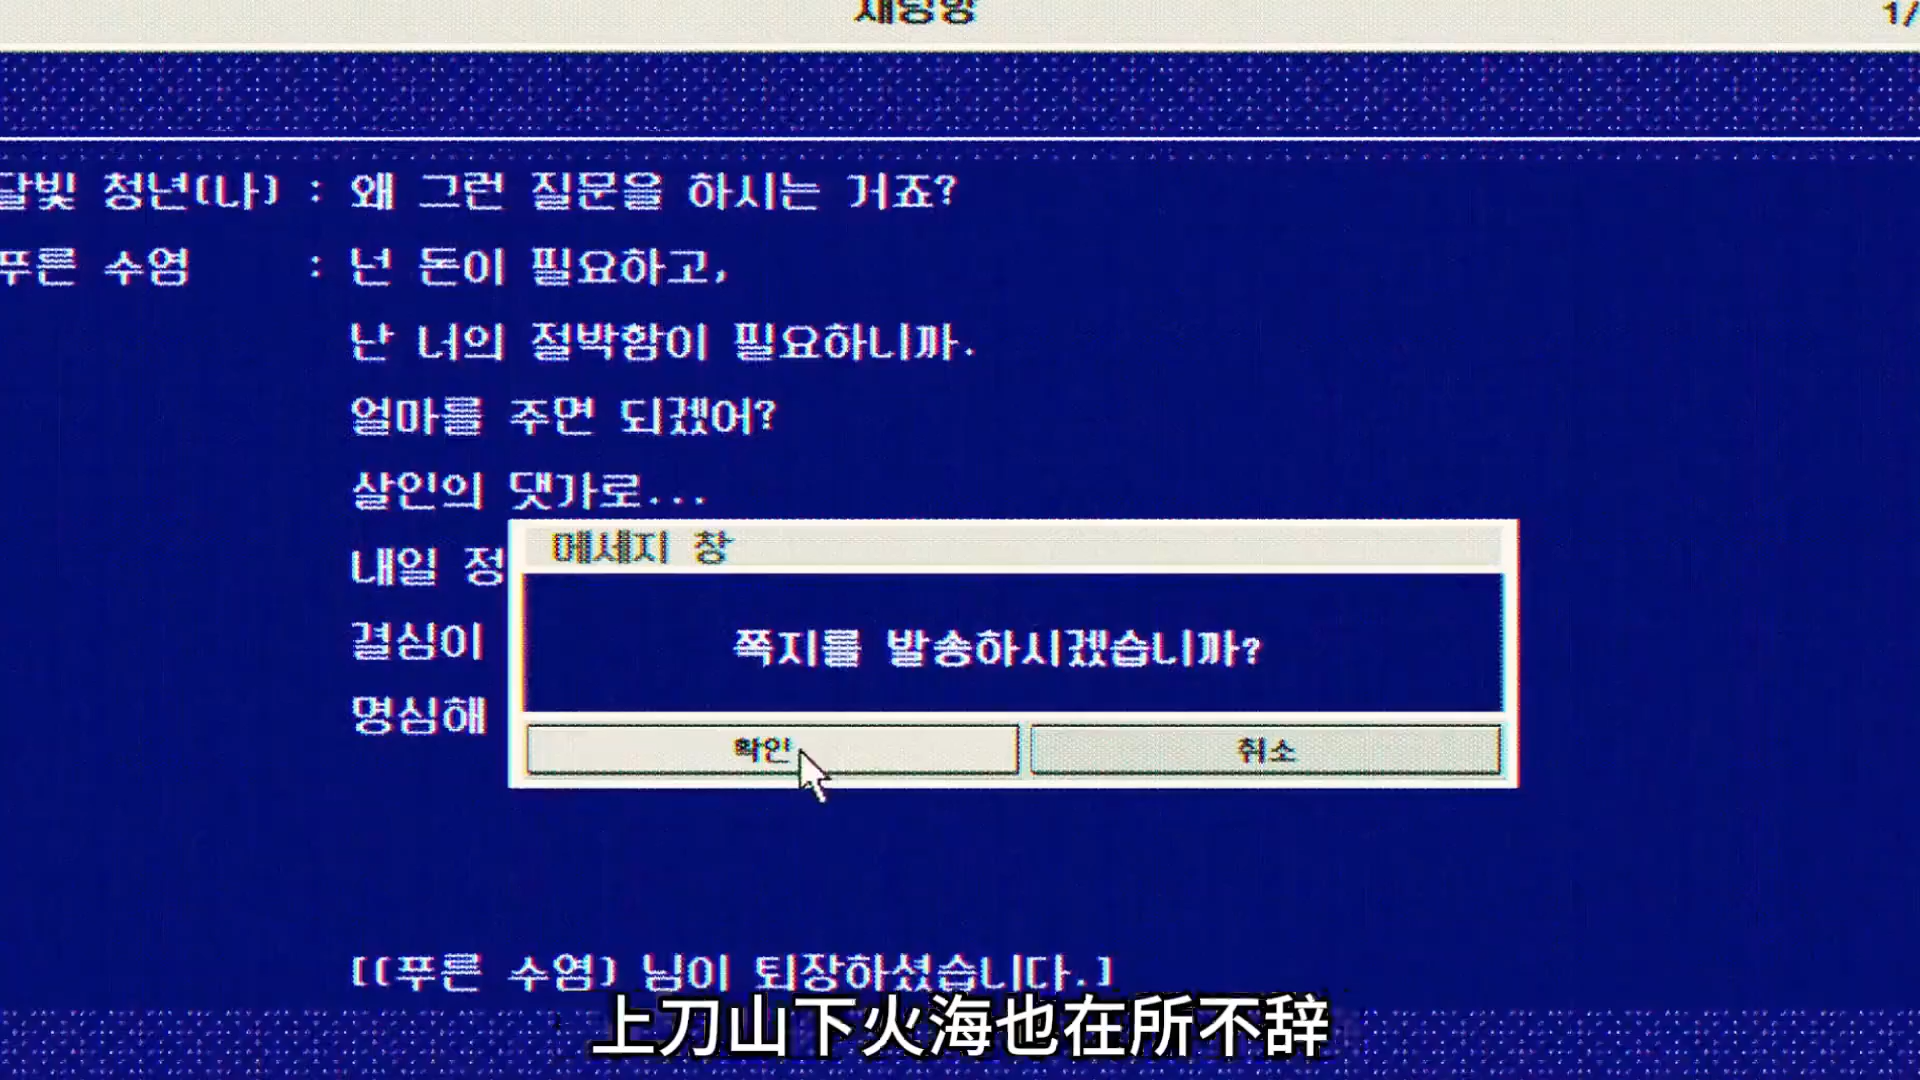 채팅방
1/
달빛 청년(나) : 왜 그런 질문을 하시는 거죠?
푸른 수염 : 넌 돈이 필요하고,
난 너의 절박함이 필요하니까.
얼마를 주면 되겠어?
살인의 댓가로...
내일 정
결심이
명심해
메세지 창
쪽지를 발송하시겠습니까?
확인
취소
[(푸른 수염) 님이 퇴장하셨습니다.]
上刀山下火海也在所不辞